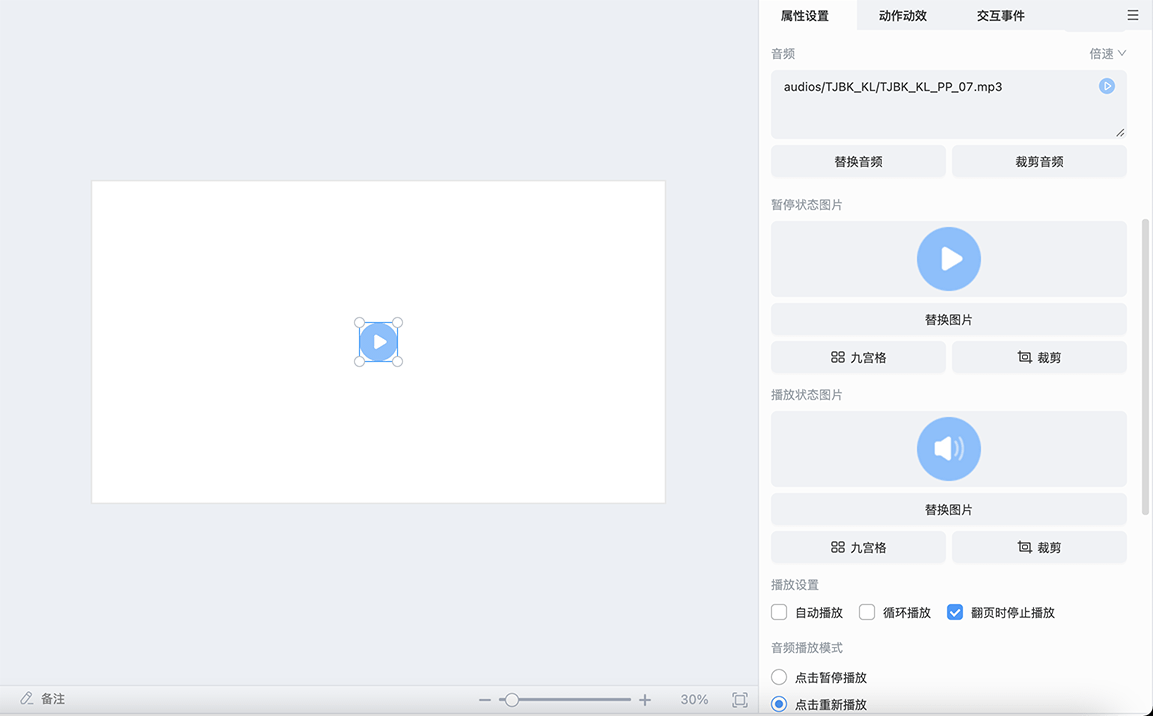 属性设置 动作动效 交互事件
音频 倍速
audios/TJBK_KL/TJBK_KL_PP_07.mp3
替换音频 裁剪音频
暂停状态图片
替换图片
九宫格 裁剪
播放状态图片
替换图片
九宫格 裁剪
播放设置
自动播放 循环播放 翻页时停止播放
音频播放模式
点击暂停播放
点击重新播放
备注 30%